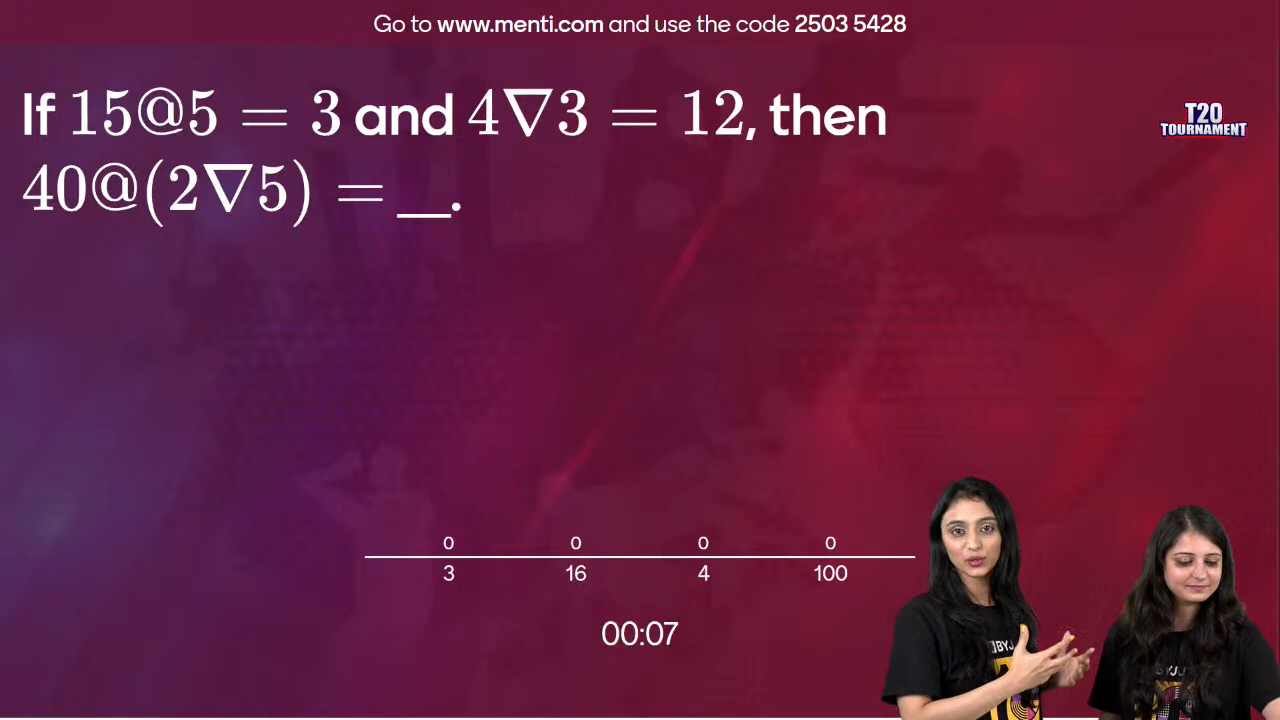 Go to www.menti.com and use the code 2503 5428
If 15@5 = 3 and 4∇3 = 12, then
40@(2∇5) = __.
T20
TOURNAMENT
0 0 0 0
3 16 4 100
00:07